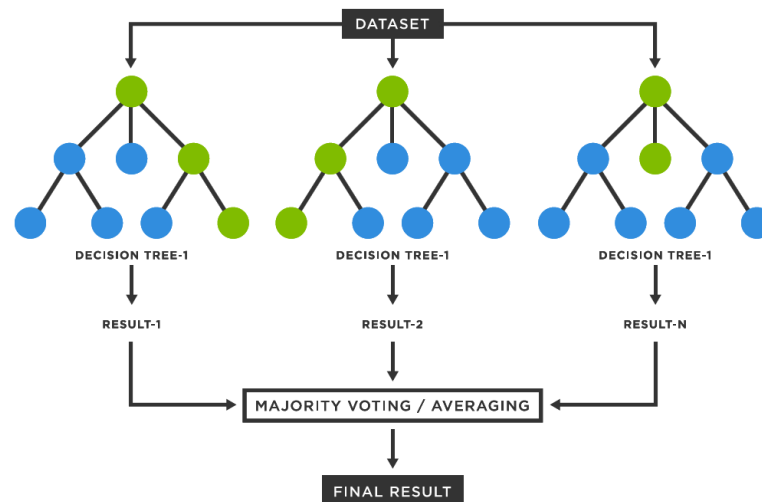 DATASET
DECISION TREE-1
DECISION TREE-1
DECISION TREE-1
RESULT-1
RESULT-2
RESULT-N
MAJORITY VOTING / AVERAGING
FINAL RESULT